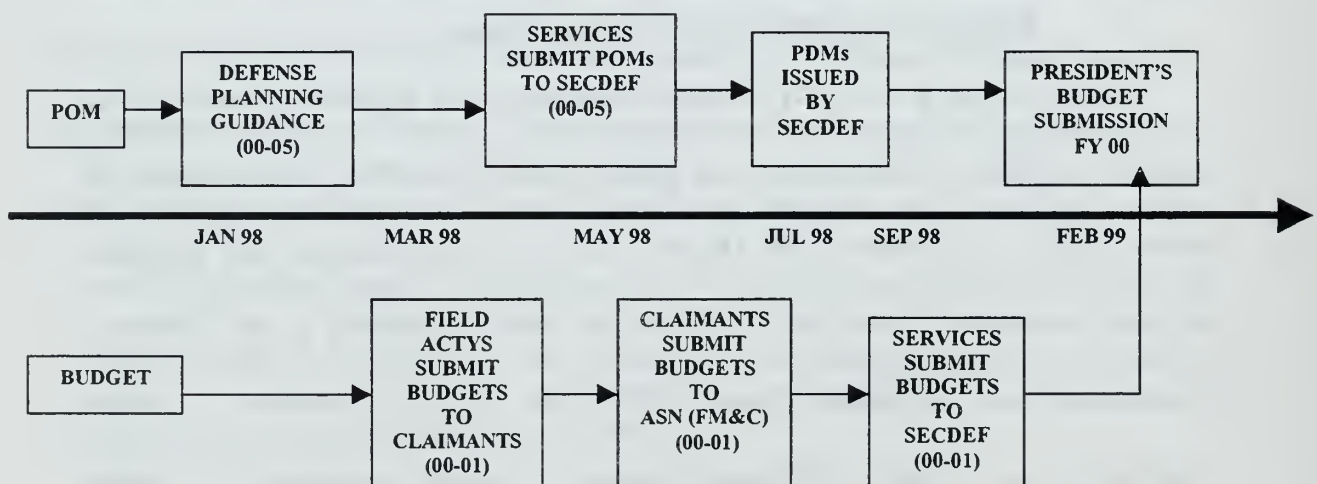 POM
DEFENSE
PLANNING
GUIDANCE
(00-05)
SERVICES
SUBMIT POMs
TO SECDEF
(00-05)
PDMs
ISSUED
BY
SECDEF
PRESIDENT'S
BUDGET
SUBMISSION
FY 00
JAN 98 MAR 98 MAY 98 JUL 98 SEP 98 FEB 99
BUDGET
FIELD
ACTYS
SUBMIT
BUDGETS
TO
CLAIMANTS
(00-01)
CLAIMANTS
SUBMIT
BUDGETS
TO
ASN (FM&C)
(00-01)
SERVICES
SUBMIT
BUDGETS
TO
SECDEF
(00-01)